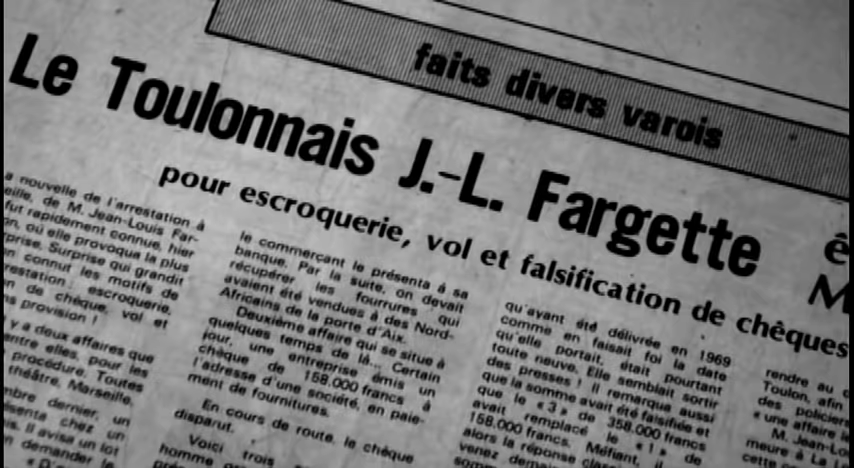 faits divers varois
Le Toulonnais J.-L. Fargette ê
M
pour escroquerie, vol et falsification de chèques
a nouvelle de l'arrestation à
eille, de M. Jean-Louis Far-
fut rapidement connue, hier
on, où elle provoqua la plus
prise. Surprise qui grandit
n connut les motifs de
restation : escroquerie,
n de chèque, vol et
ns provision !
y a deux affaires que
entre elles, pour les
procédure. Toutes
théâtre, Marseille.
mbre dernier, un
senta chez un
s. Il avisa un lot
demander le
le commerçant le présenta à sa
banque. Par la suite, on devait
récupérer les fourrures qui
avaient été vendues à des Nord-
Africains de la porte d'Aix.
Deuxième affaire qui se situe à
quelques temps de là... Certain
jour, une entreprise émis un
chèque de 158.000 francs à
l'adresse d'une société, en paie-
ment de fournitures.
En cours de route, le chèque
disparut.
Voici trois
homme
qu'ayant été délivrée en 1969
comme en faisait foi la date
qu'elle portait, était pourtant
toute neuve. Elle semblait sortir
des presses ! Il remarqua aussi
que la somme avait été falsifiée et
que le « 3 » de 358.000 francs
avait remplacé le « 1 » de
158.000 francs. Méfiant,
alors la réponse
venez
rendre au
Toulon, afin
des policiers
« une affaire
M. Jean-Lo
meure à La
cette